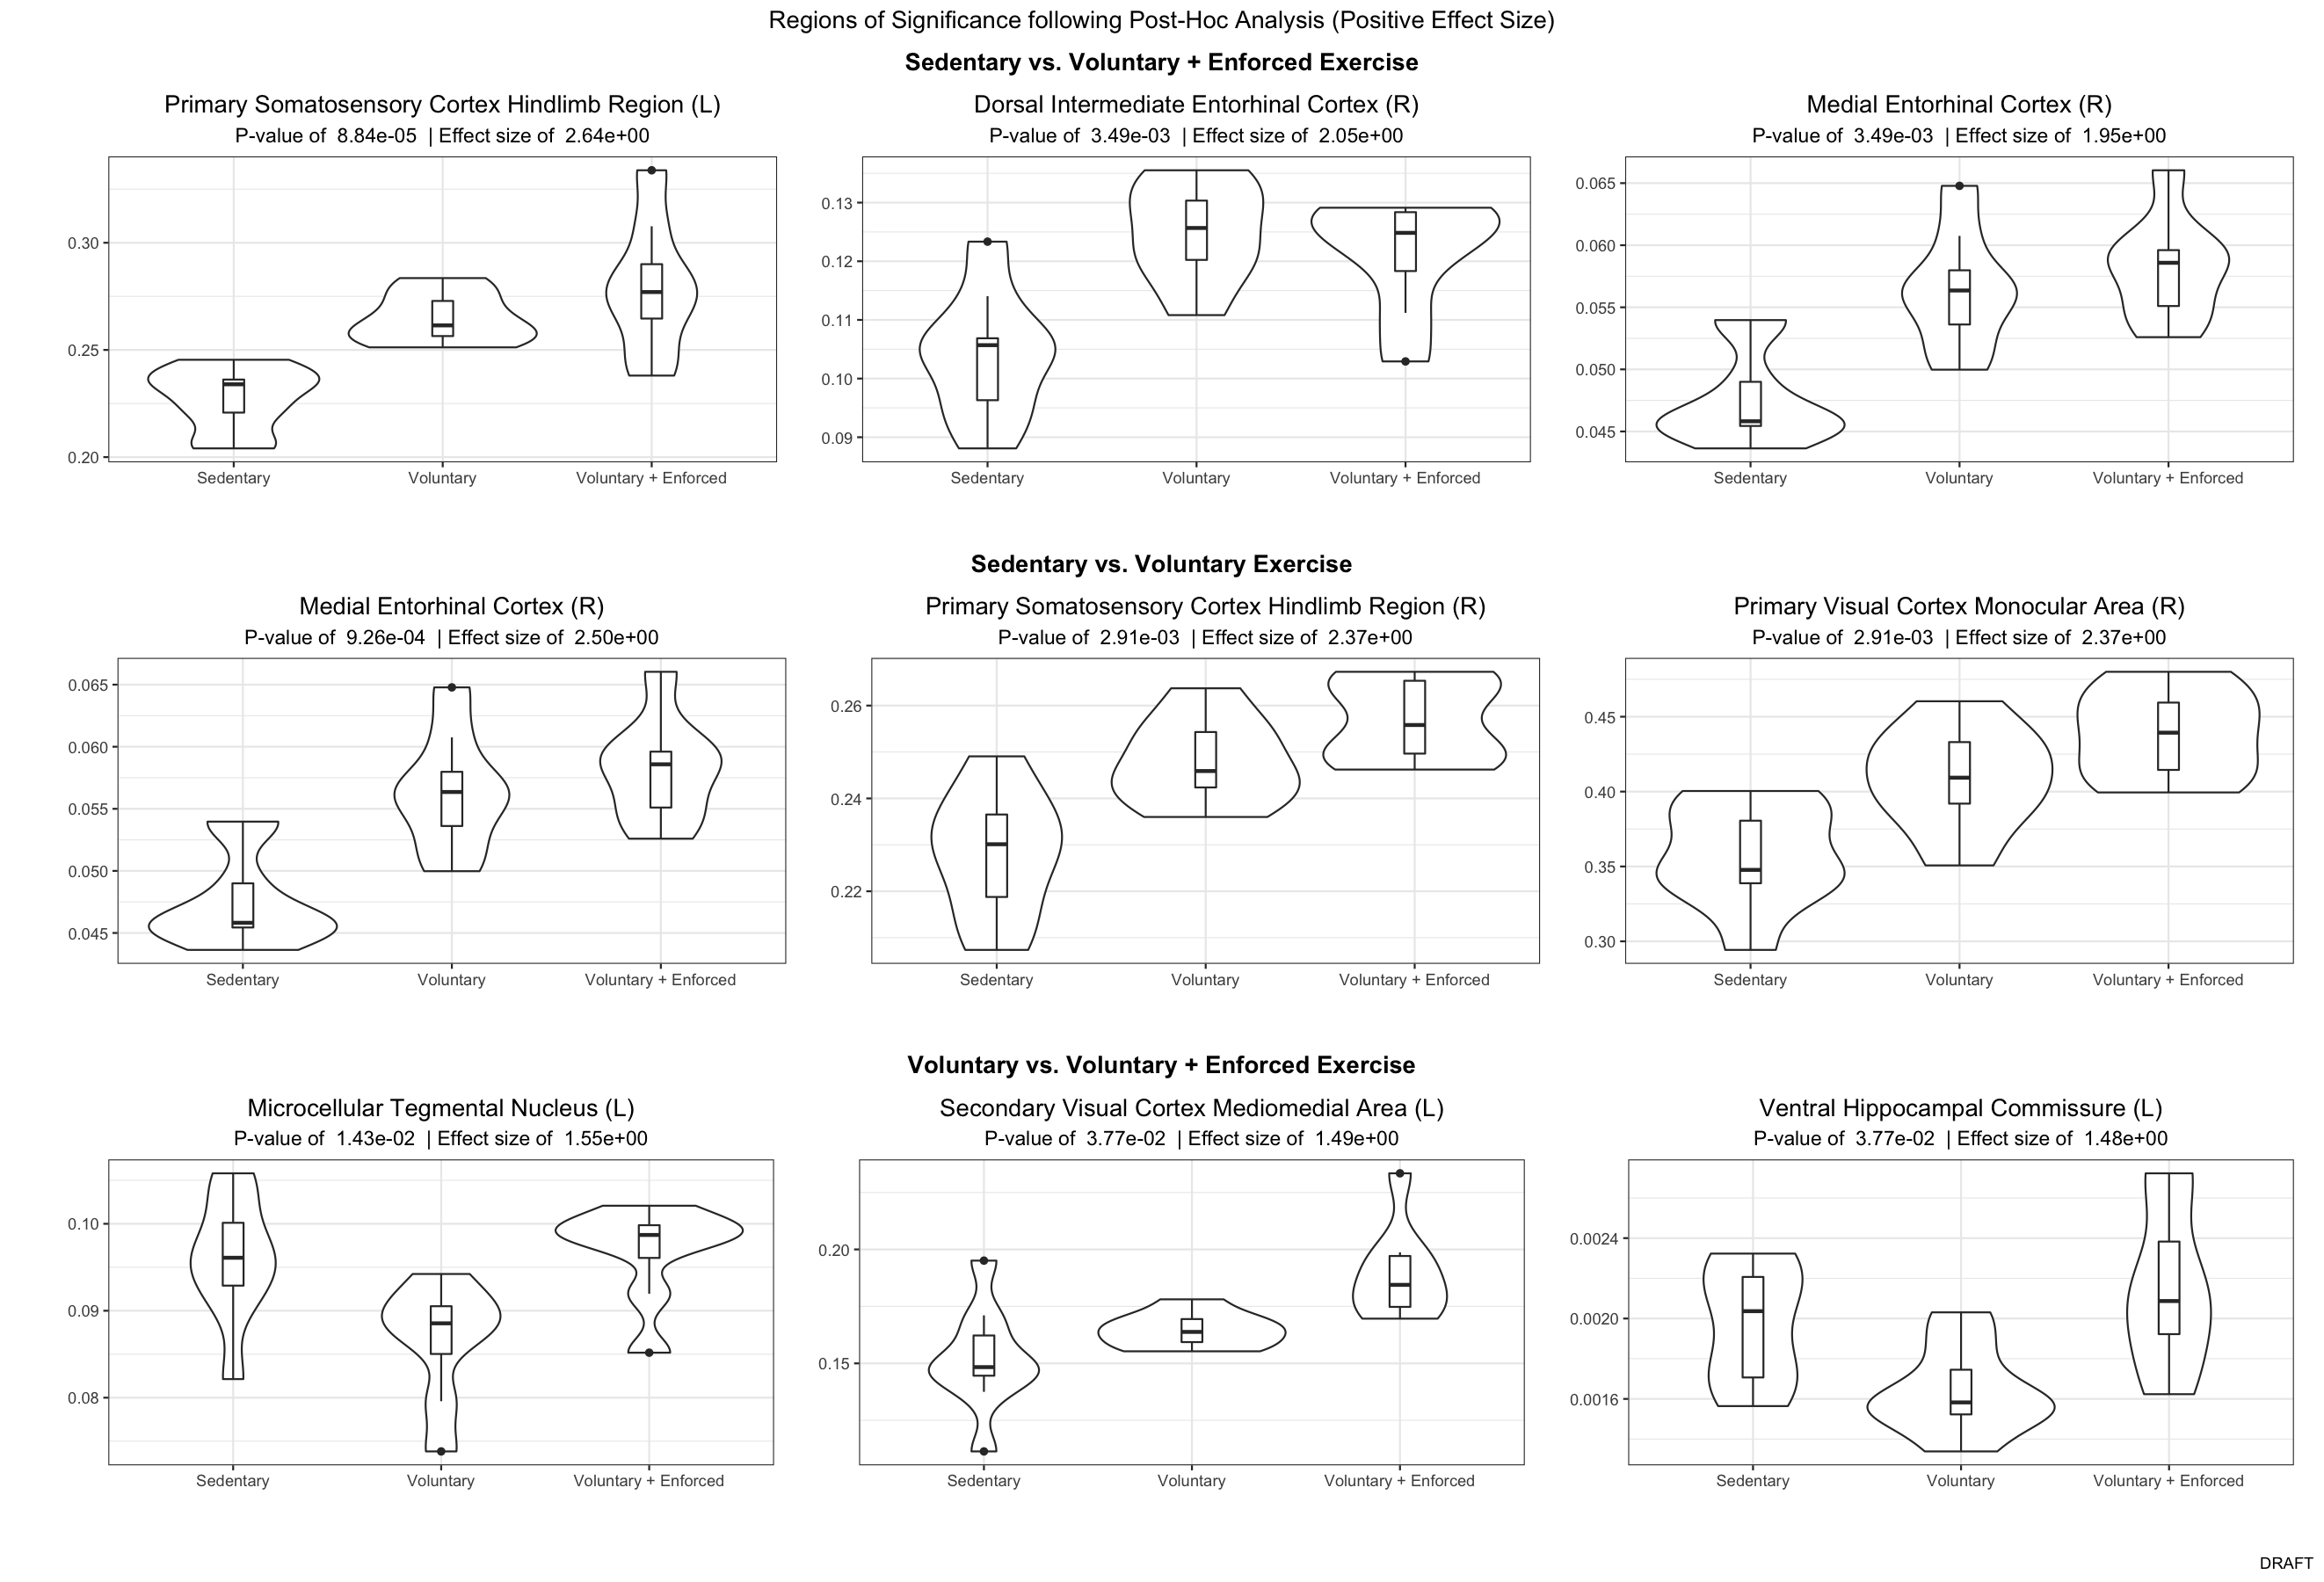 Regions of Significance following Post-Hoc Analysis (Positive Effect Size)
Sedentary vs. Voluntary + Enforced Exercise
Primary Somatosensory Cortex Hindlimb Region (L)
P-value of 8.84e-05 | Effect size of 2.64e+00
0.30
0.25
0.20
Sedentary Voluntary Voluntary + Enforced
Dorsal Intermediate Entorhinal Cortex (R)
P-value of 3.49e-03 | Effect size of 2.05e+00
0.13
0.12
0.11
0.10
0.09
Sedentary Voluntary Voluntary + Enforced
Medial Entorhinal Cortex (R)
P-value of 3.49e-03 | Effect size of 1.95e+00
0.065
0.060
0.055
0.050
0.045
Sedentary Voluntary Voluntary + Enforced
Sedentary vs. Voluntary Exercise
Medial Entorhinal Cortex (R)
P-value of 9.26e-04 | Effect size of 2.50e+00
0.065
0.060
0.055
0.050
0.045
Sedentary Voluntary Voluntary + Enforced
Primary Somatosensory Cortex Hindlimb Region (R)
P-value of 2.91e-03 | Effect size of 2.37e+00
0.26
0.24
0.22
Sedentary Voluntary Voluntary + Enforced
Primary Visual Cortex Monocular Area (R)
P-value of 2.91e-03 | Effect size of 2.37e+00
0.45
0.40
0.35
0.30
Sedentary Voluntary Voluntary + Enforced
Voluntary vs. Voluntary + Enforced Exercise
Microcellular Tegmental Nucleus (L)
P-value of 1.43e-02 | Effect size of 1.55e+00
0.10
0.09
0.08
Sedentary Voluntary Voluntary + Enforced
Secondary Visual Cortex Mediomedial Area (L)
P-value of 3.77e-02 | Effect size of 1.49e+00
0.20
0.15
Sedentary Voluntary Voluntary + Enforced
Ventral Hippocampal Commissure (L)
P-value of 3.77e-02 | Effect size of 1.48e+00
0.0024
0.0020
0.0016
Sedentary Voluntary Voluntary + Enforced
DRAFT